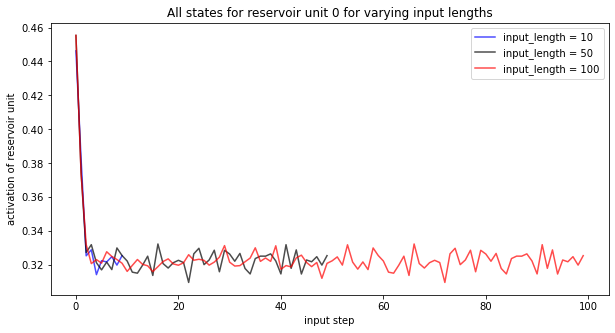 All states for reservoir unit 0 for varying input lengths
0.46
0.44
0.42
0.40
0.38
0.36
0.34
0.32
activation of reservoir unit
input_length = 10
input_length = 50
input_length = 100
0
20
40
60
80
100
input step